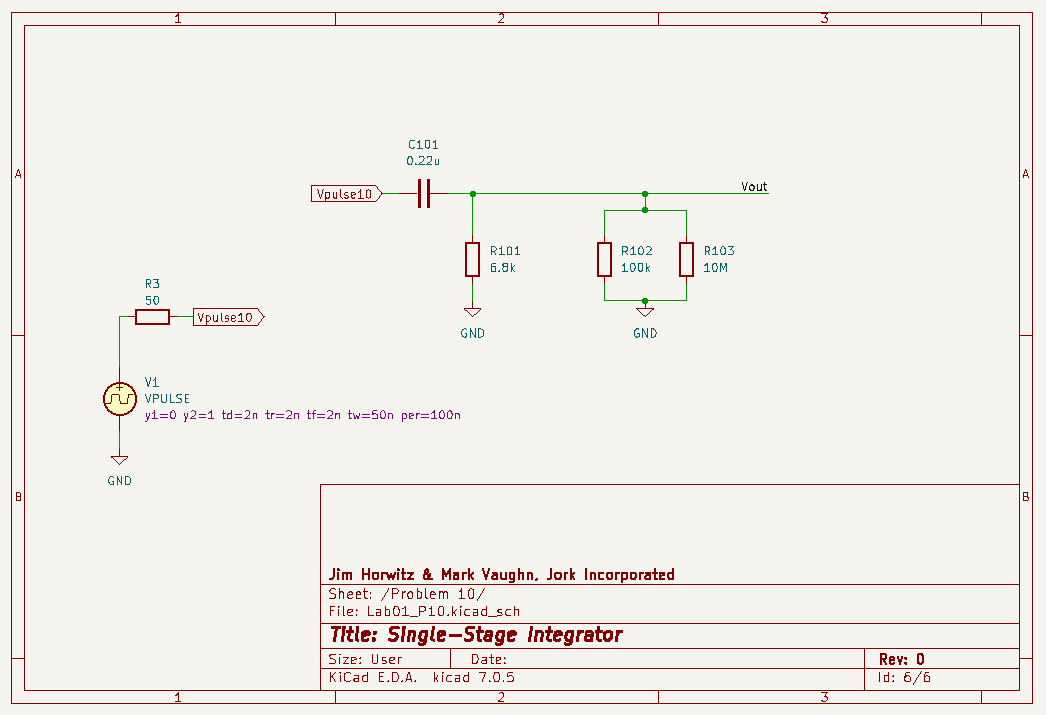 1 2 3
A A
C101
0.22u
Vpulse10
Vout
R101
6.8k
R102
100k
R103
10M
GND
GND
R3
50
Vpulse10
V1
VPULSE
y1=0 y2=1 td=2n tr=2n tf=2n tw=50n per=100n
GND
B B
Jim Horwitz & Mark Vaughn, Jork Incorporated
Sheet: /Problem 10/
File: Lab01_P10.kicad_sch
Title: Single-Stage Integrator
Size: User Date: Rev: 0
KiCad E.D.A. kicad 7.0.5 Id: 6/6
1 2 3